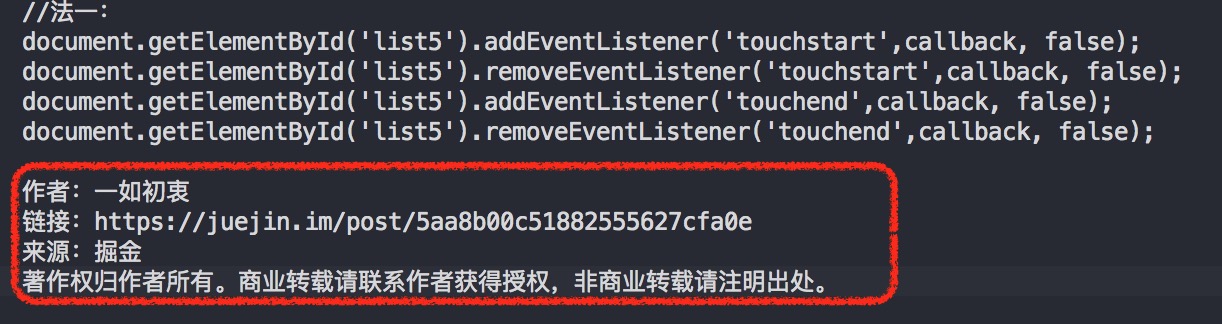 //法一：
document.getElementById('list5').addEventListener('touchstart',callback, false);
document.getElementById('list5').removeEventListener('touchstart',callback, false);
document.getElementById('list5').addEventListener('touchend',callback, false);
document.getElementById('list5').removeEventListener('touchend',callback, false);
作者：一如初衷
链接：https://juejin.im/post/5aa8b00c51882555627cfa0e
来源：掘金
著作权归作者所有。商业转载请联系作者获得授权，非商业转载请注明出处。